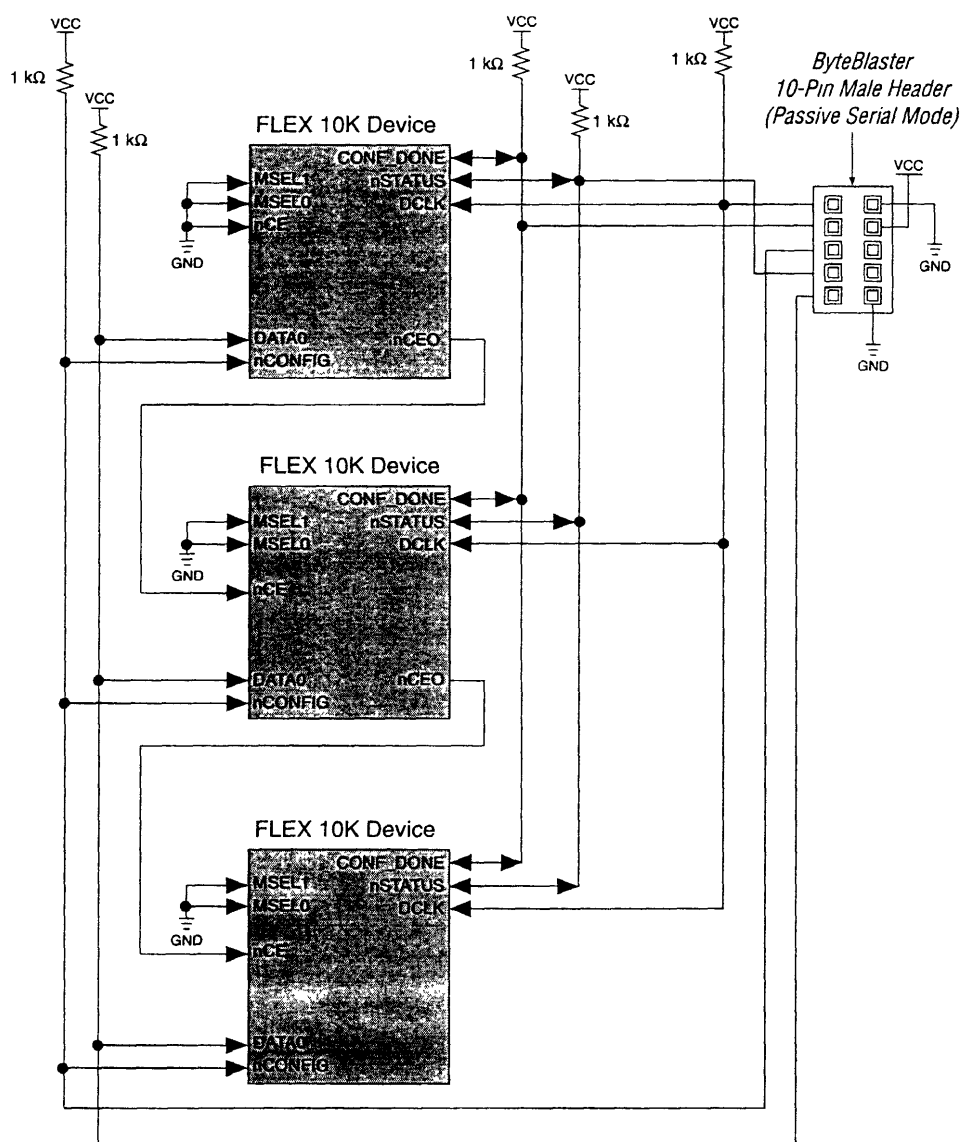 VCC
1 kΩ
VCC
1 kΩ
VCC
1 kΩ
VCC
1 kΩ
VCC
1 kΩ
ByteBlaster
10-Pin Male Header
(Passive Serial Mode)
VCC
GND
GND
FLEX 10K Device
CONF_DONE
MSEL1
nSTATUS
MSEL0
DCLK
nCE
GND
DATA0
nCEO
nCONFIG
FLEX 10K Device
CONF_DONE
MSEL1
nSTATUS
MSEL0
DCLK
GND
nCE
DATA0
nCEO
nCONFIG
FLEX 10K Device
CONF_DONE
MSEL1
nSTATUS
MSEL0
DCLK
GND
nCE
DATA0
nCONFIG